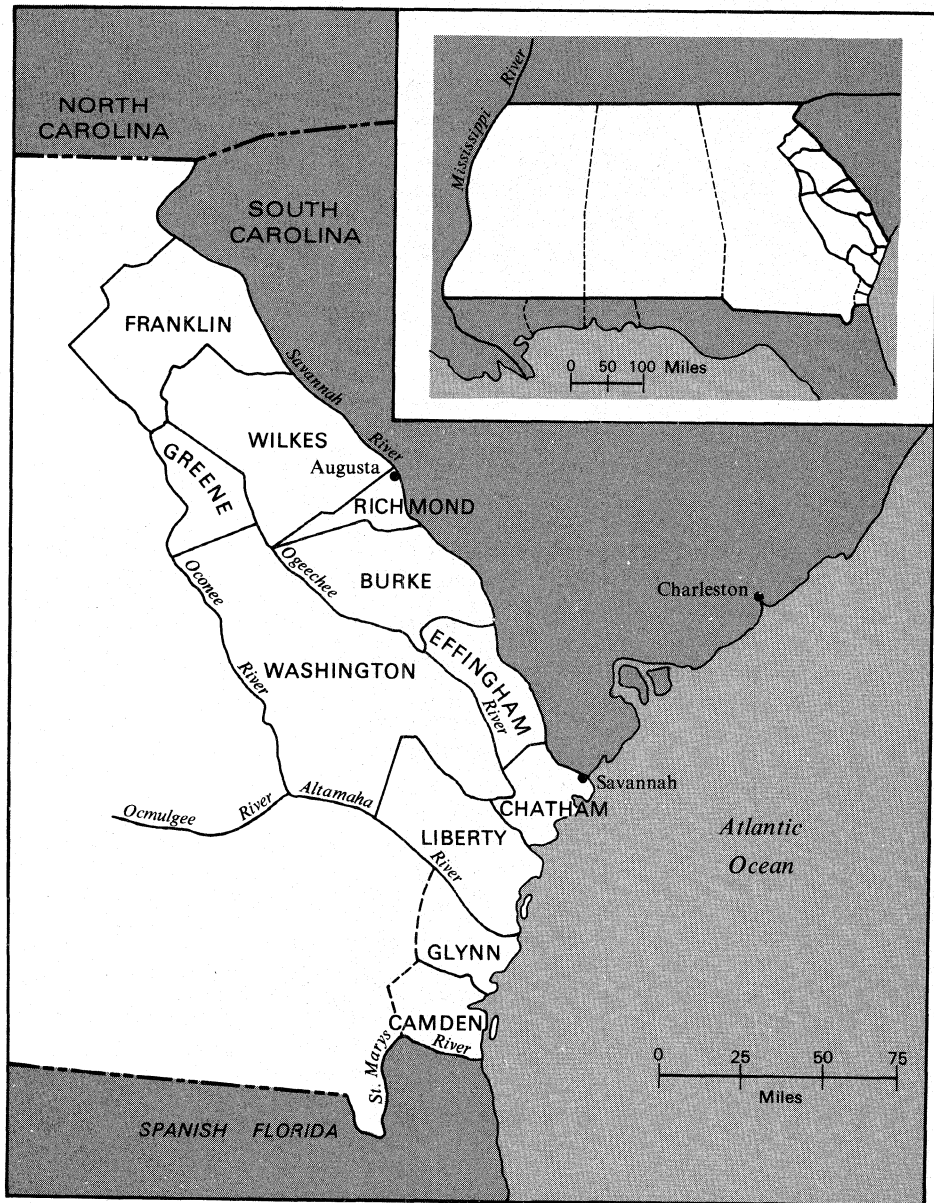 NORTH
CAROLINA
SOUTH
CAROLINA
Mississippi River
0 50 100 Miles
FRANKLIN
Savannah River
WILKES
Augusta
GREENE
RICHMOND
Oconee River
Ogeechee River
BURKE
Charleston
EFFINGHAM
WASHINGTON
Savannah
CHATHAM
Ocmulgee River
Altamaha River
LIBERTY
Atlantic
Ocean
GLYNN
CAMDEN
St. Marys River
0 25 50 75
Miles
SPANISH FLORIDA